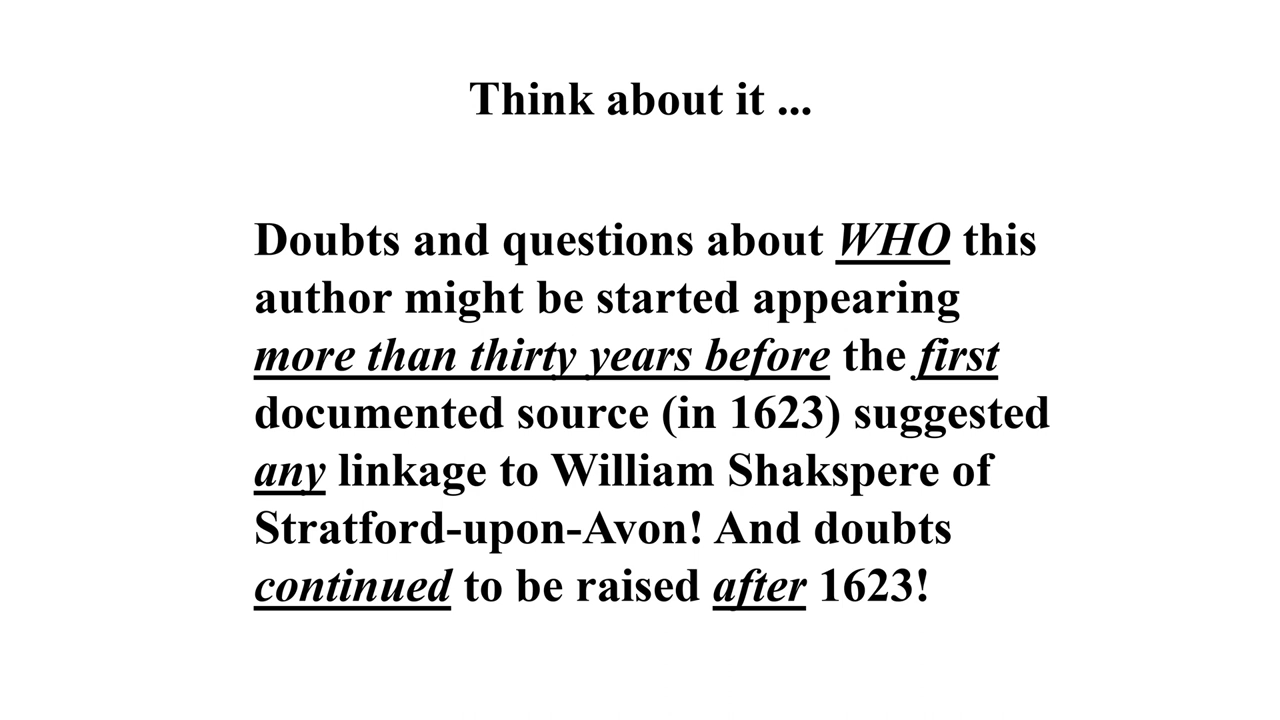 Think about it ...
Doubts and questions about WHO this
author might be started appearing
more than thirty years before the first
documented source (in 1623) suggested
any linkage to William Shakspere of
Stratford-upon-Avon! And doubts
continued to be raised after 1623!